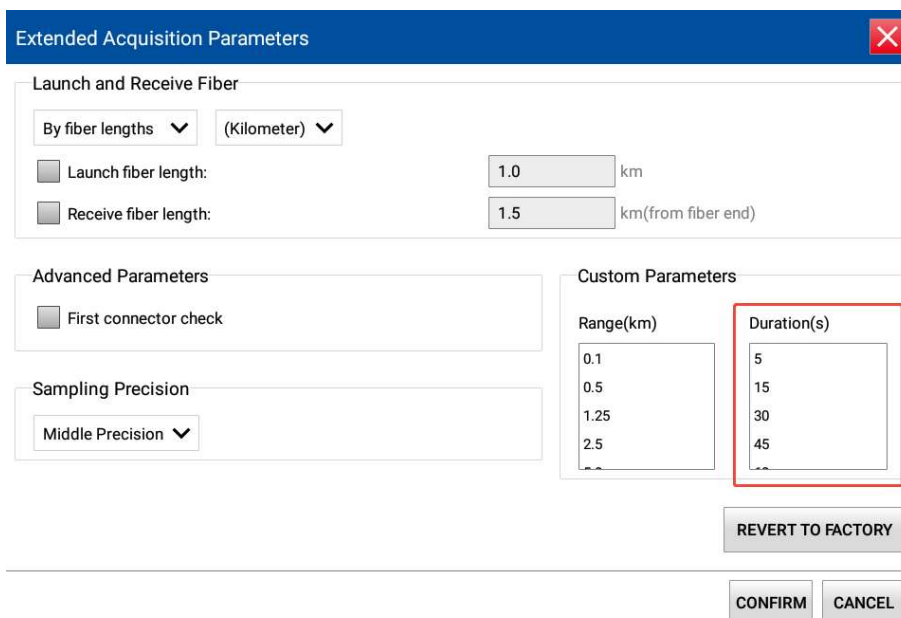 Extended Acquisition Parameters
Launch and Receive Fiber
By fiber lengths (Kilometer)
Launch fiber length: 1.0 km
Receive fiber length: 1.5 km(from fiber end)
Advanced Parameters
First connector check
Sampling Precision
Middle Precision
Custom Parameters
Range(km) Duration(s)
0.1 5
0.5 15
1.25 30
2.5 45
REVERT TO FACTORY
CONFIRM CANCEL